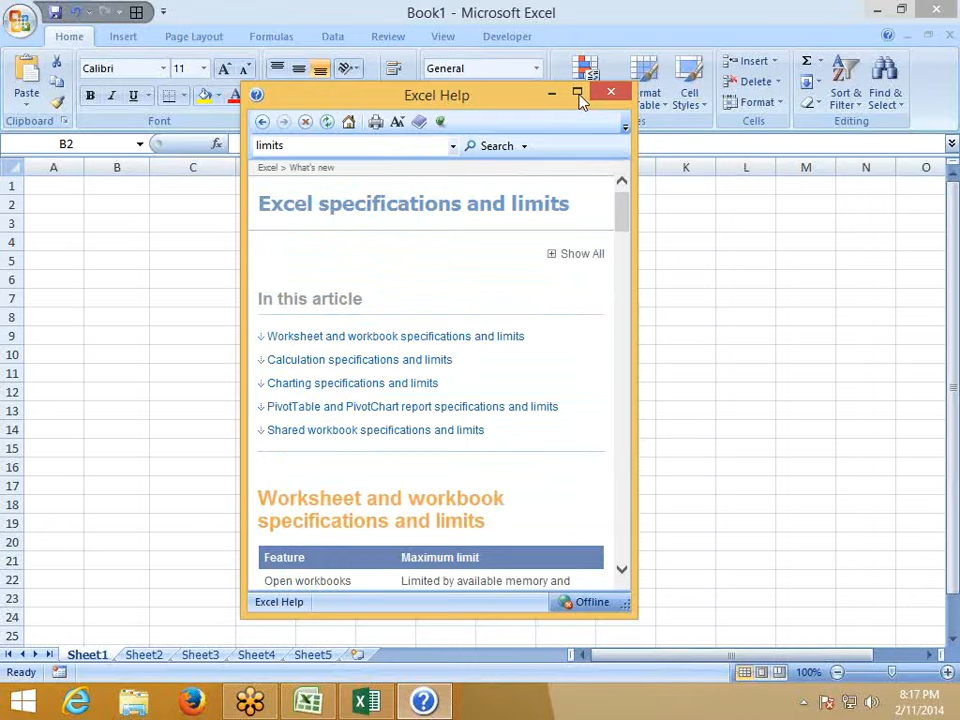 Book1 - Microsoft Excel
Home Insert Page Layout Formulas Data Review View Developer
Paste
Calibri 11
General
B I U
A
Insert
Delete
Format
Cell Styles
Sort & Filter
Find & Select
Clipboard Font Cells Editing
B2
fx
A B C K L M N O
1
2
3
4
5
6
7
8
9
10
11
12
13
14
15
16
17
18
19
20
21
22
23
24
25
Excel Help
limits
Search
Excel > What's new
Excel specifications and limits
Show All
In this article
Worksheet and workbook specifications and limits
Calculation specifications and limits
Charting specifications and limits
PivotTable and PivotChart report specifications and limits
Shared workbook specifications and limits
Worksheet and workbook
specifications and limits
Feature Maximum limit
Open workbooks Limited by available memory and
Excel Help Offline
Sheet1 Sheet2 Sheet3 Sheet4 Sheet5
Ready 100%
8:17 PM
2/11/2014